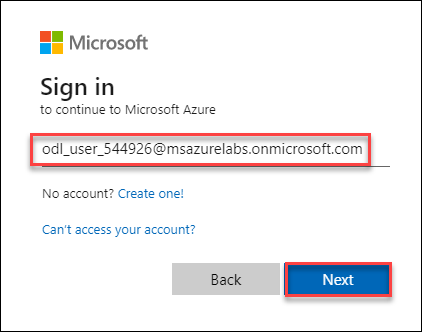 Microsoft
Sign in
to continue to Microsoft Azure
odl_user_544926@msazurelabs.onmicrosoft.com
No account? Create one!
Can't access your account?
Back Next